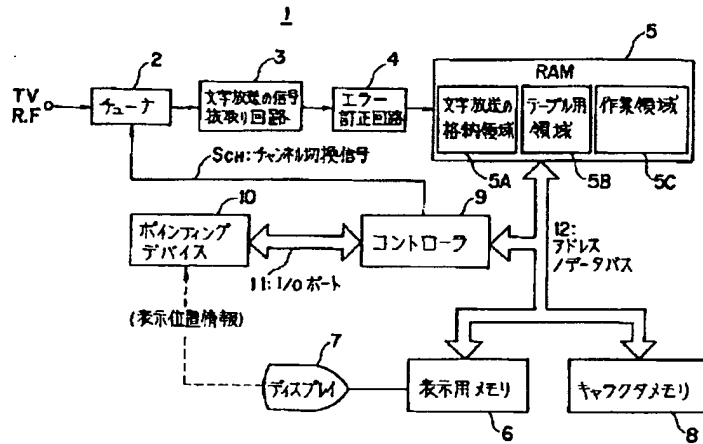 1
2
3
4
5
TV
R.F
チューナ
文字放送の信号
抜取り回路
エラー
訂正回路
RAM
文字放送の
格納領域
テーブル用
領域
作業領域
5A
5B
5C
SCH:チャンネル切換信号
10
9
ポインティング
デバイス
コントローラ
11:I/Oポート
12:
アドレス
/データバス
(表示位置情報)
7
ディスプレイ
表示用メモリ
キャラクタメモリ
6
8